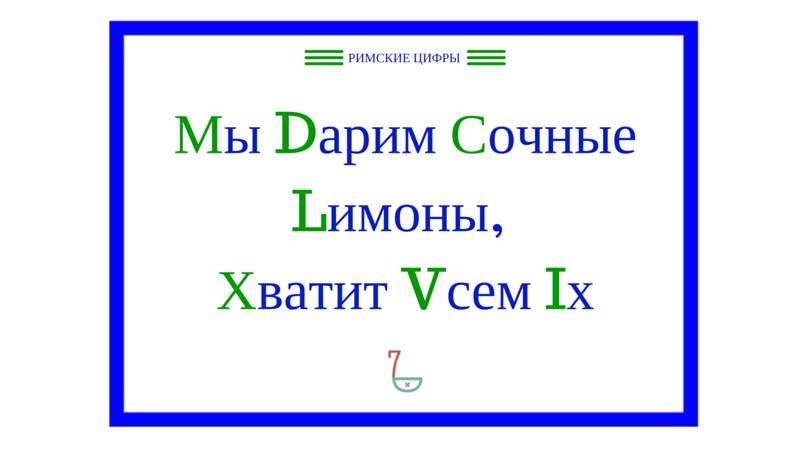 РИМСКИЕ ЦИФРЫ
Мы Dарим Сочные
Lимоны,
Хватит Vсем Iх